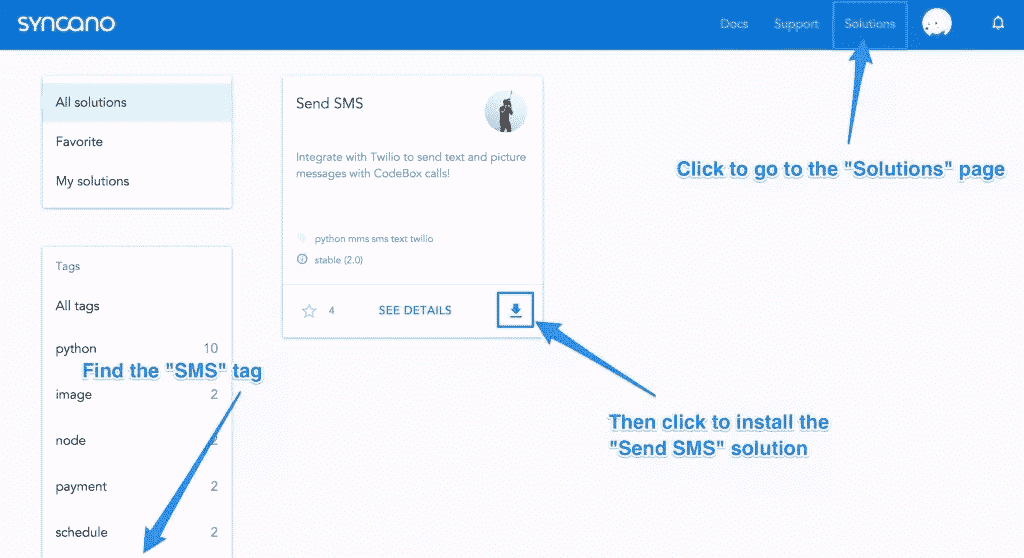 SYNCANO
Docs Support Solutions
All solutions
Favorite
My solutions
Send SMS
Integrate with Twilio to send text and picture
messages with CodeBox calls!
python mms sms text twilio
stable (2.0)
4 SEE DETAILS
Click to go to the "Solutions" page
Tags
All tags
python 10
Find the "SMS" tag
image 2
node 2
payment 2
schedule 2
Then click to install the
"Send SMS" solution